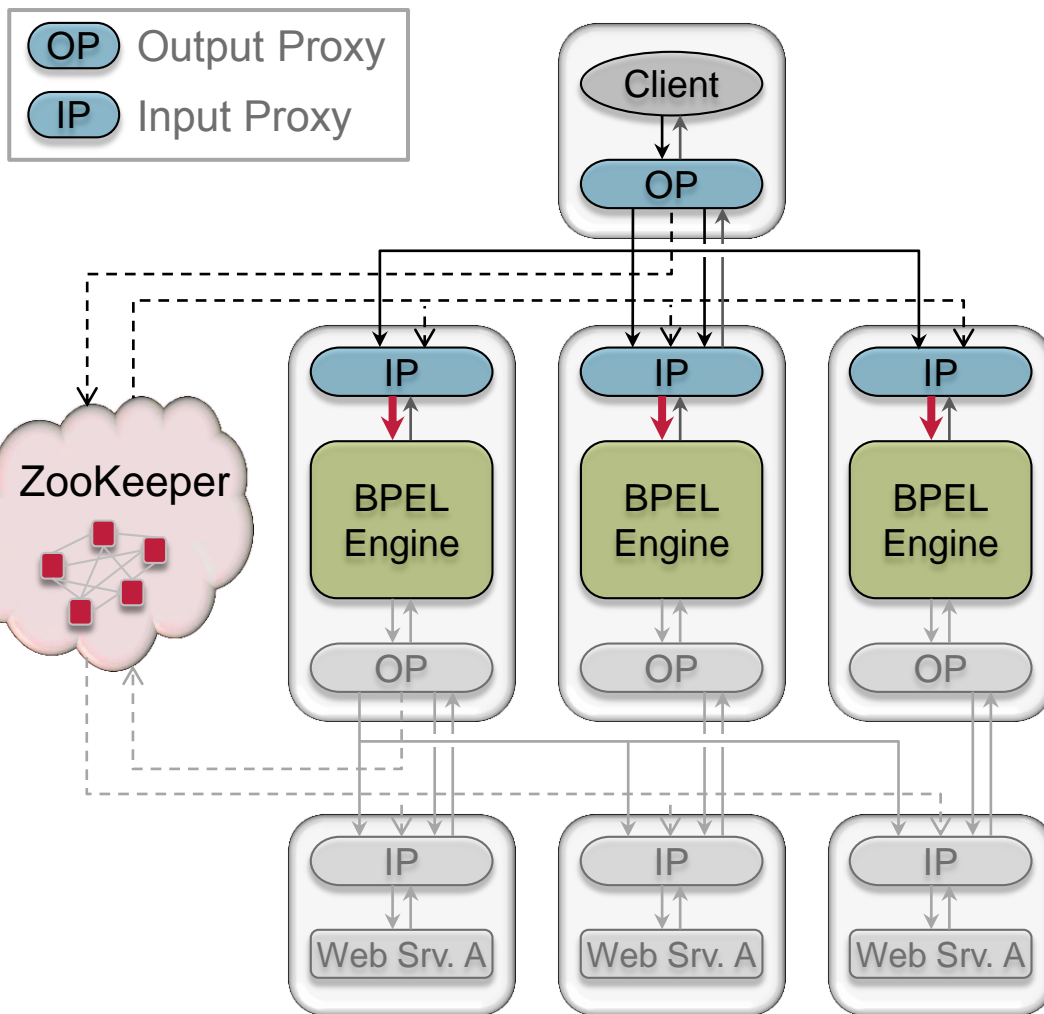 OP Output Proxy
IP Input Proxy
Client
OP
IP IP IP
ZooKeeper
BPEL
Engine
BPEL
Engine
BPEL
Engine
OP OP OP
IP IP IP
Web Srv. A Web Srv. A Web Srv. A